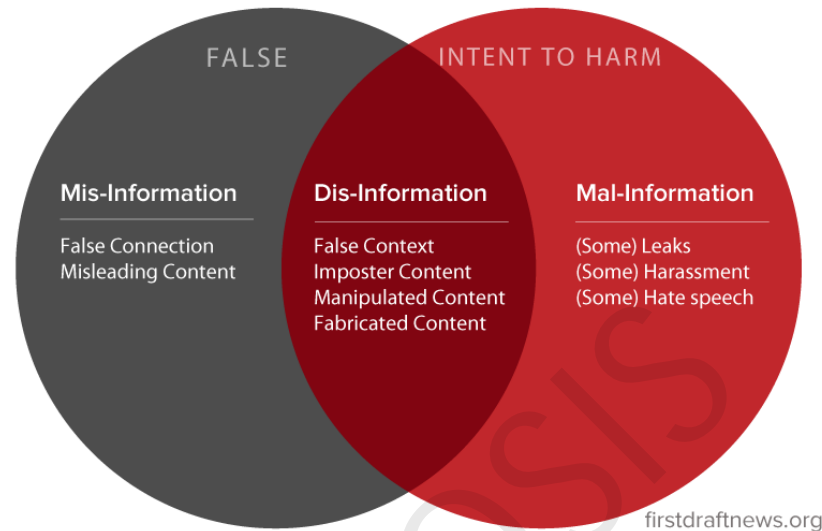 FALSE
INTENT TO HARM
Mis-Information
False Connection
Misleading Content
Dis-Information
False Context
Imposter Content
Manipulated Content
Fabricated Content
Mal-Information
(Some) Leaks
(Some) Harassment
(Some) Hate speech
OSIS
firstdraftnews.org